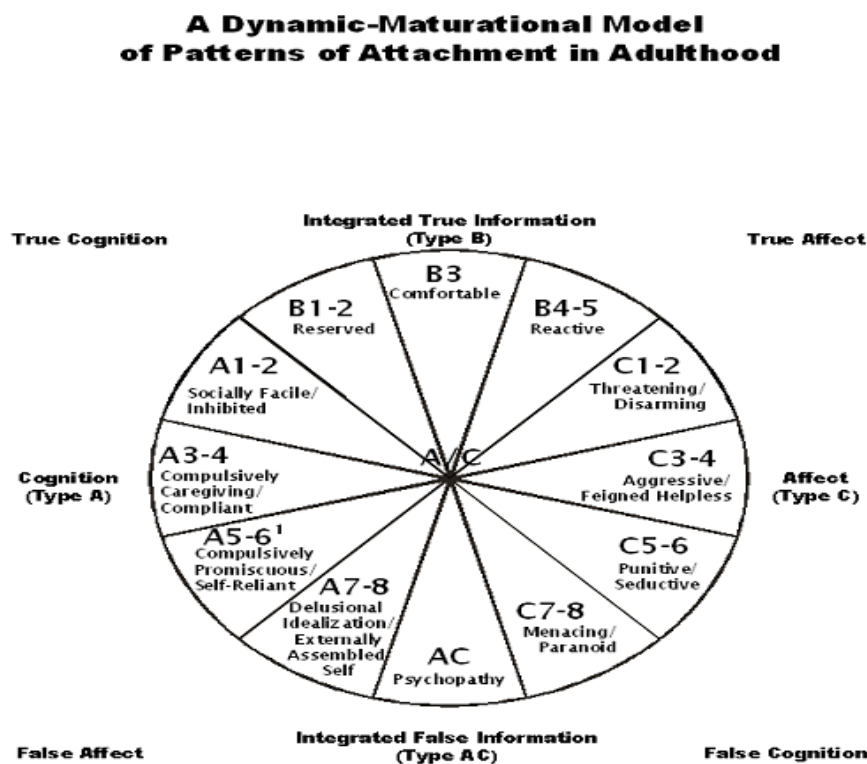 A Dynamic-Maturational Model
of Patterns of Attachment in Adulthood
Integrated True Information
(Type B)
True Cognition
True Affect
B3
Comfortable
B1-2
Reserved
B4-5
Reactive
A1-2
Socially Facile/
Inhibited
C1-2
Threatening/
Disarming
A/C
Cognition
(Type A)
A3-4
Compulsively
Caregiving/
Compliant
C3-4
Aggressive/
Feigned Helpless
Affect
(Type C)
A5-6¹
Compulsively
Promiscuous/
Self-Reliant
C5-6
Punitive/
Seductive
A7-8
Delusional
Idealization/
Externally
Assembled
Self
C7-8
Menacing/
Paranoid
AC
Psychopathy
Integrated False Information
(Type AC)
False Affect
False Cognition